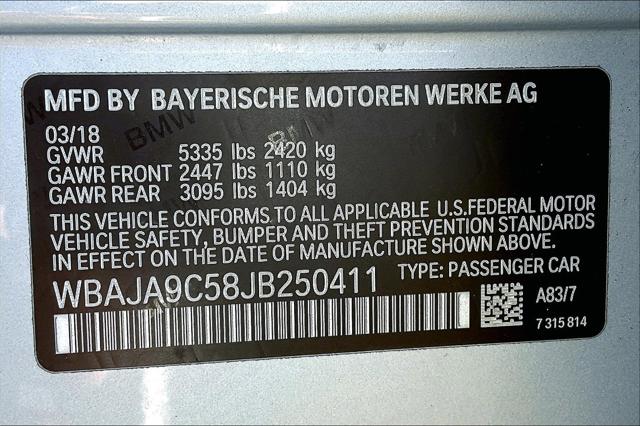 MFD BY BAYERISCHE MOTOREN WERKE AG
03/18
GVWR 5335 lbs 2420 kg
GAWR FRONT 2447 lbs 1110 kg
GAWR REAR 3095 lbs 1404 kg
THIS VEHICLE CONFORMS TO ALL APPLICABLE U.S.FEDERAL MOTOR
VEHICLE SAFETY, BUMPER AND THEFT PREVENTION STANDARDS
IN EFFECT ON THE DATE OF MANUFACTURE SHOWN ABOVE.
WBAJA9C58JB250411 TYPE: PASSENGER CAR
A83/7
7 315 814
BMW